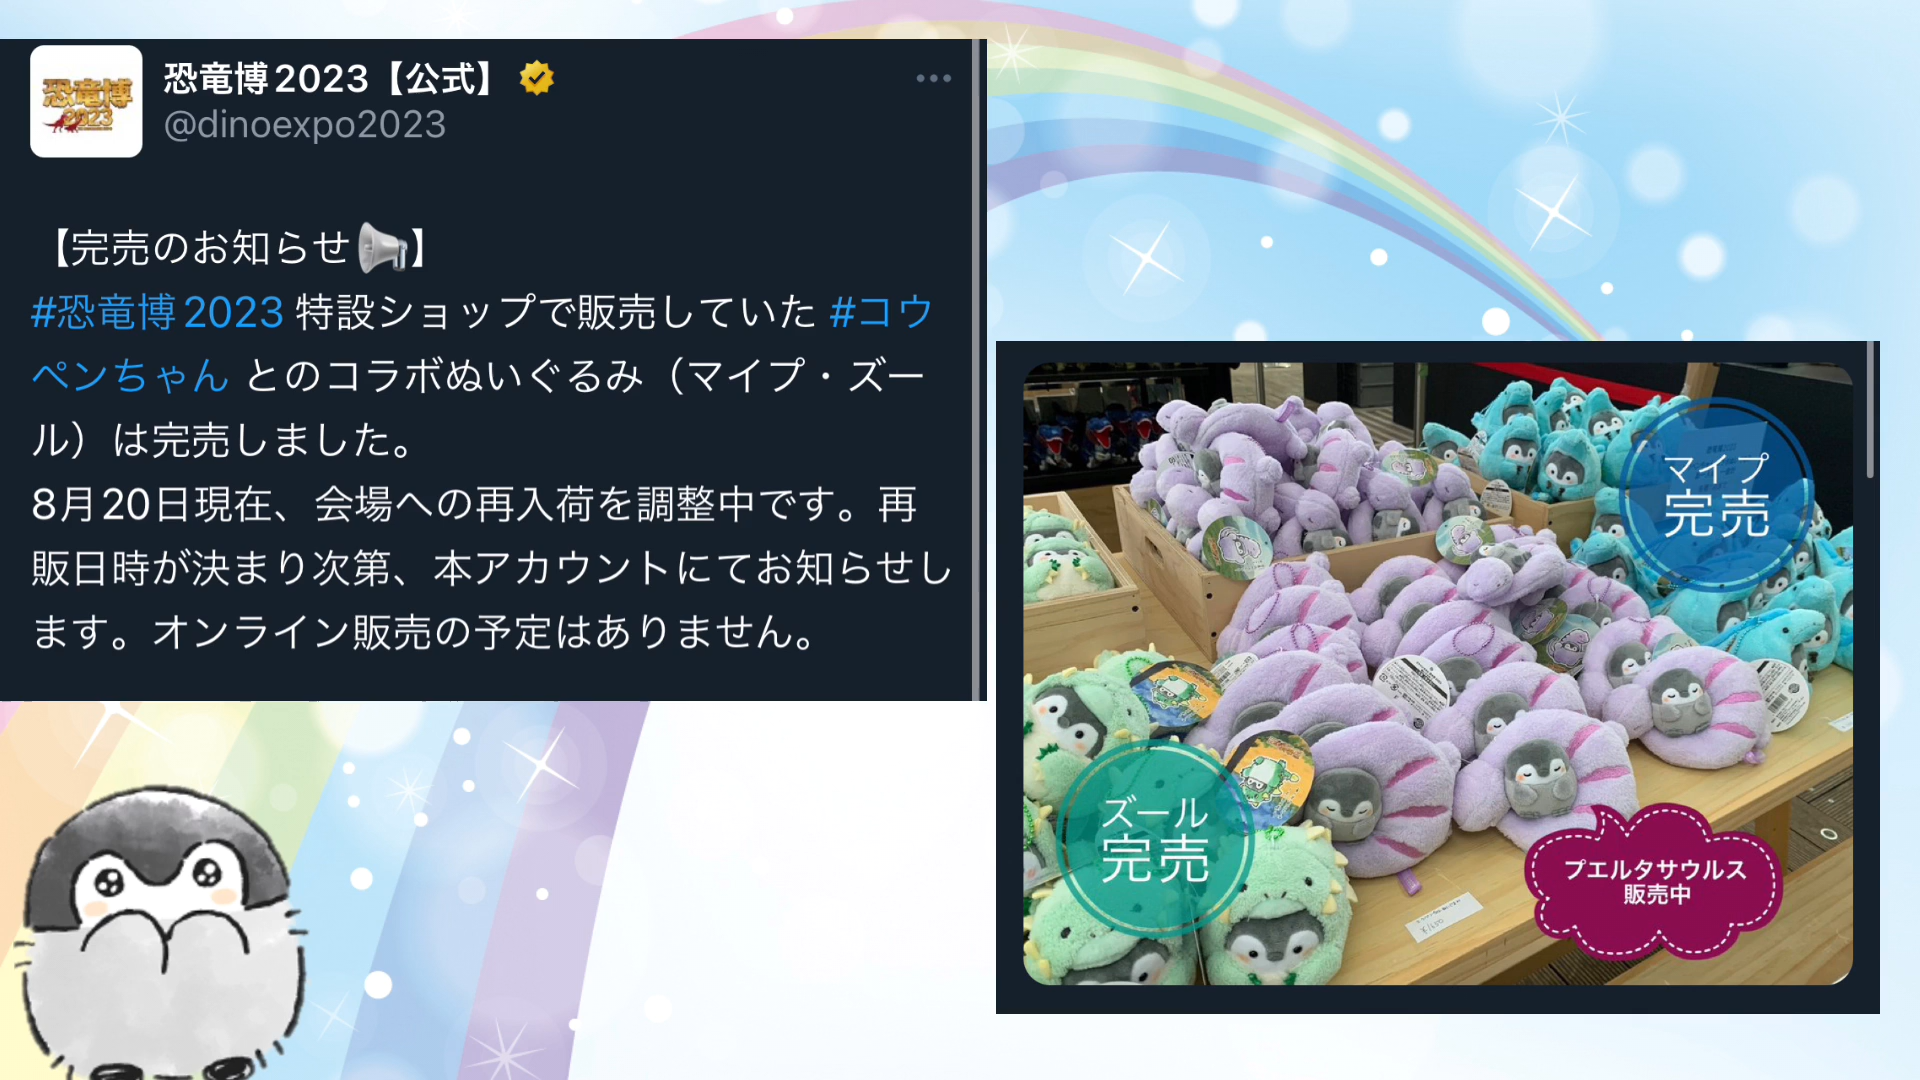 恐竜博
2023
恐竜博2023【公式】
@dinoexpo2023
【完売のお知らせ📢】
#恐竜博2023 特設ショップで販売していた #コウ
ペンちゃん とのコラボぬいぐるみ（マイプ・ズー
ル）は完売しました。
8月20日現在、会場への再入荷を調整中です。再
販日時が決まり次第、本アカウントにてお知らせし
ます。オンライン販売の予定はありません。
マイプ
完売
ズール
完売
プエルタサウルス
販売中